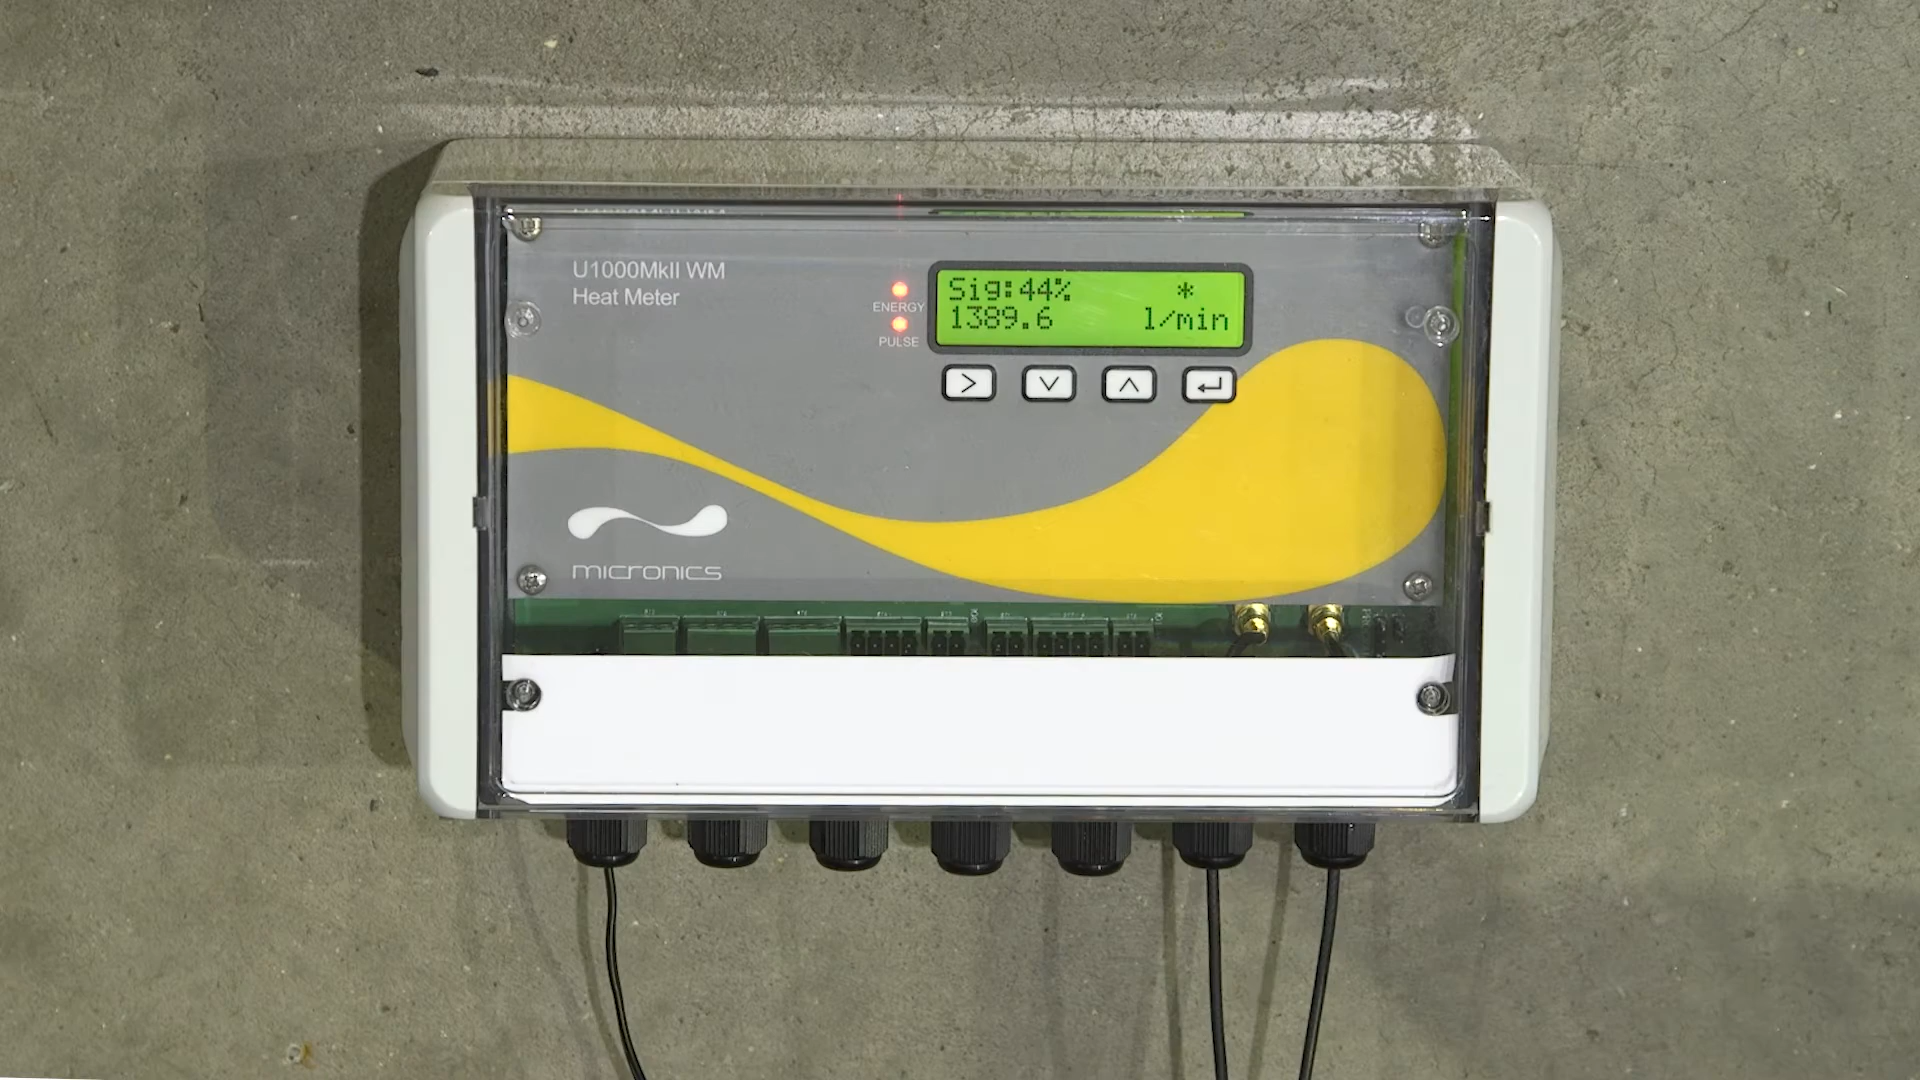 U1000MkII WM
Heat Meter
ENERGY
PULSE
Sig:44% *
1389.6 l/min
micronics